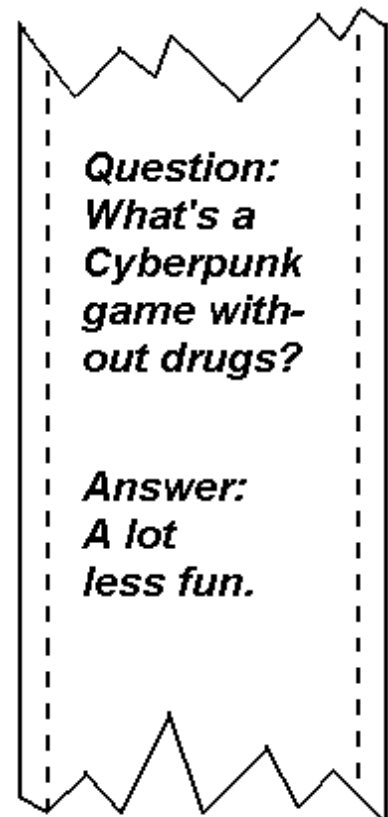 Question:
What's a
Cyberpunk
game with-
out drugs?
Answer:
A lot
less fun.